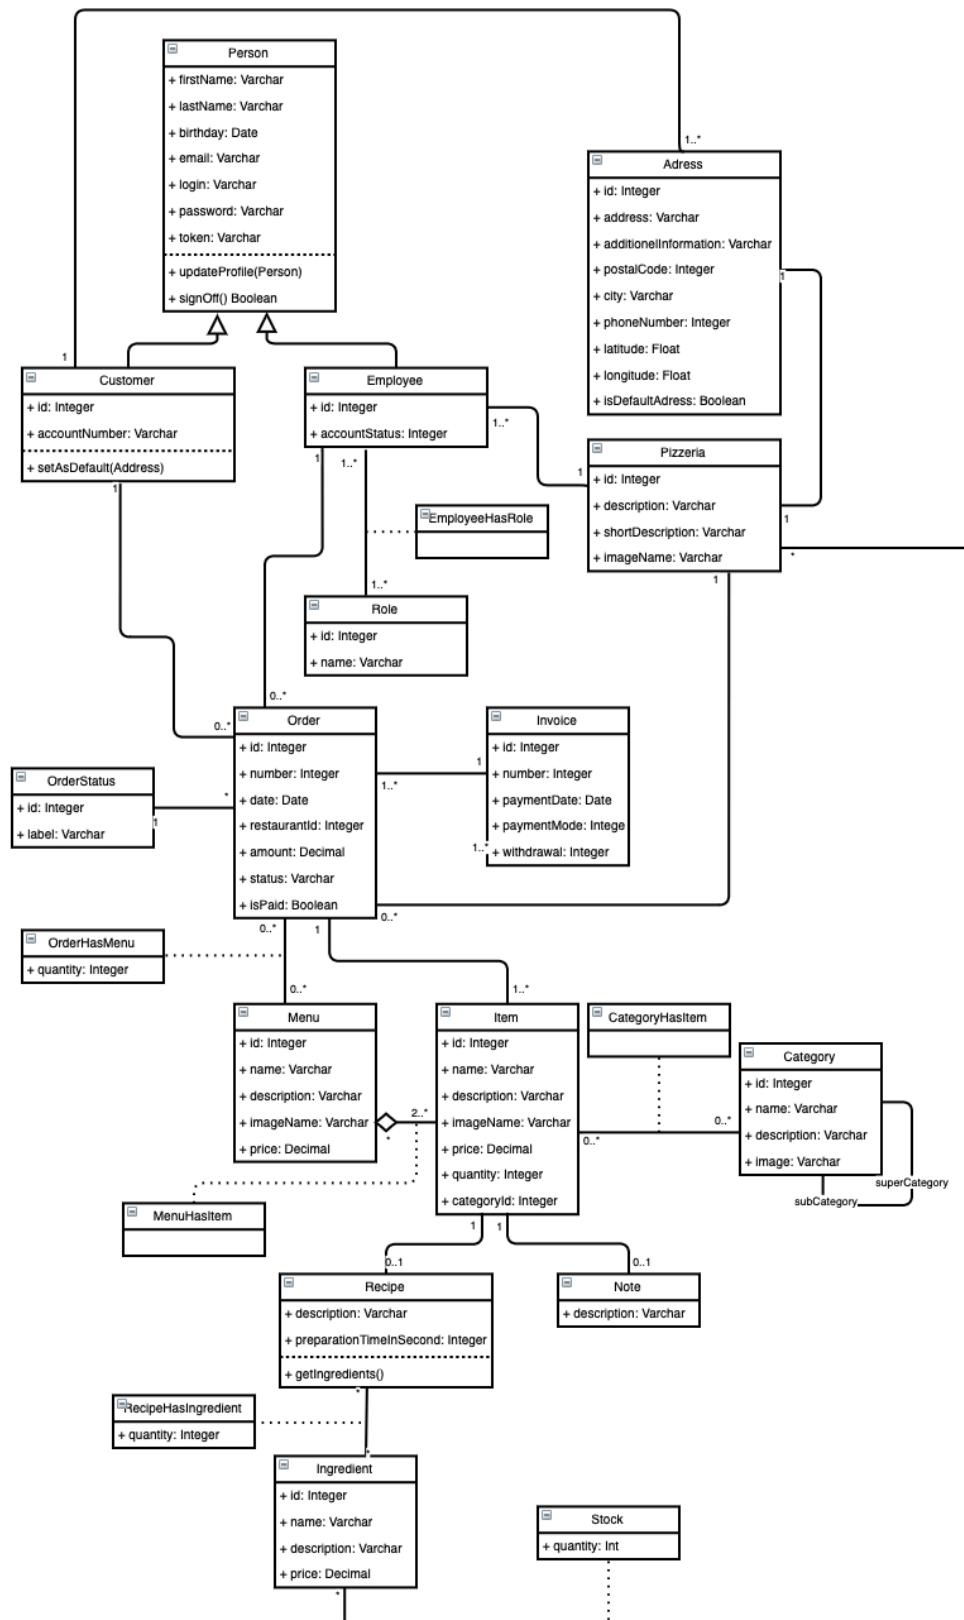 1..*
Person
+ firstName: Varchar
+ lastName: Varchar
+ birthday: Date
+ email: Varchar
+ login: Varchar
+ password: Varchar
+ token: Varchar
+ updateProfile(Person)
+ signOff() Boolean
Adress
+ id: Integer
+ address: Varchar
+ additionelInformation: Varchar
+ postalCode: Integer
+ city: Varchar
+ phoneNumber: Integer
+ latitude: Float
+ longitude: Float
+ isDefaultAdress: Boolean
1
1
Customer
+ id: Integer
+ accountNumber: Varchar
+ setAsDefault(Address)
1
Employee
+ id: Integer
+ accountStatus: Integer
1..*
1
1..*
1
Pizzeria
+ id: Integer
+ description: Varchar
+ shortDescription: Varchar
+ imageName: Varchar
1
*
1
EmployeeHasRole
1..*
Role
+ id: Integer
+ name: Varchar
0..*
0..*
Order
+ id: Integer
+ number: Integer
+ date: Date
+ restaurantId: Integer
+ amount: Decimal
+ status: Varchar
+ isPaid: Boolean
Invoice
+ id: Integer
+ number: Integer
+ paymentDate: Date
+ paymentMode: Intege
+ withdrawal: Integer
1
1..*
1..*
OrderStatus
+ id: Integer
+ label: Varchar
*
1
0..*
0..*
1
OrderHasMenu
+ quantity: Integer
0..*
1..*
Menu
+ id: Integer
+ name: Varchar
+ description: Varchar
+ imageName: Varchar
+ price: Decimal
2..*
*
Item
+ id: Integer
+ name: Varchar
+ description: Varchar
+ imageName: Varchar
+ price: Decimal
+ quantity: Integer
+ categoryId: Integer
CategoryHasItem
0..*
0..*
Category
+ id: Integer
+ name: Varchar
+ description: Varchar
+ image: Varchar
superCategory
subCategory
MenuHasItem
1
1
0..1
0..1
Recipe
+ description: Varchar
+ preparationTimeInSecond: Integer
+ getIngredients()
Note
+ description: Varchar
*
RecipeHasIngredient
+ quantity: Integer
*
Ingredient
+ id: Integer
+ name: Varchar
+ description: Varchar
+ price: Decimal
*
Stock
+ quantity: Int